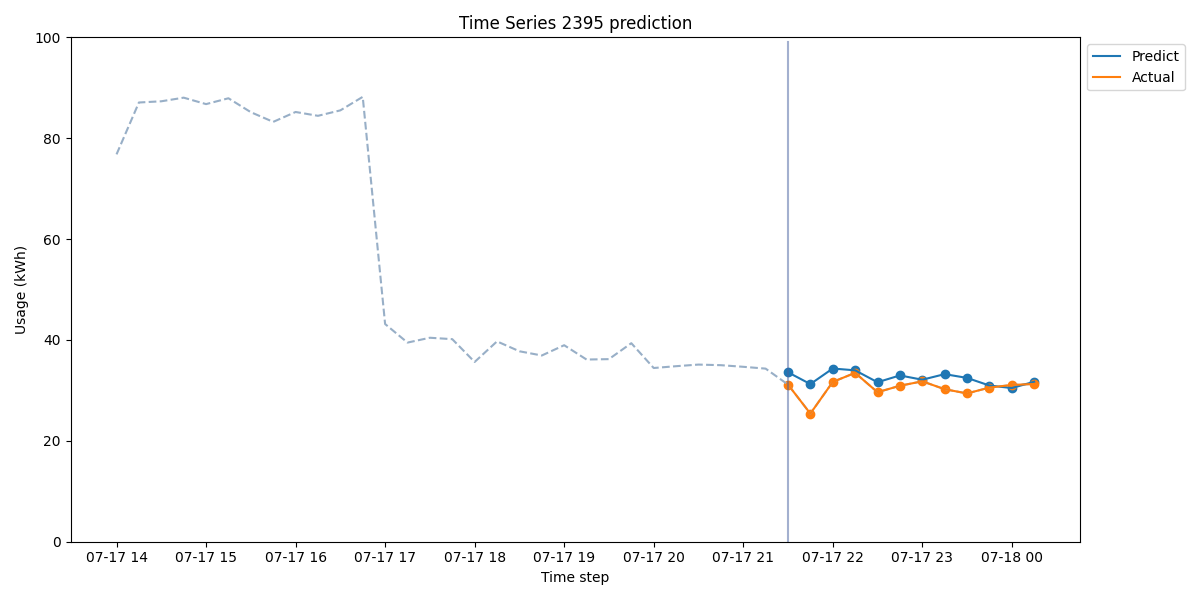 Time Series 2395 prediction
Predict
Actual
Usage (kWh)
100
80
60
40
20
0
07-17 14 07-17 15 07-17 16 07-17 17 07-17 18 07-17 19 07-17 20 07-17 21 07-17 22 07-17 23 07-18 00
Time step